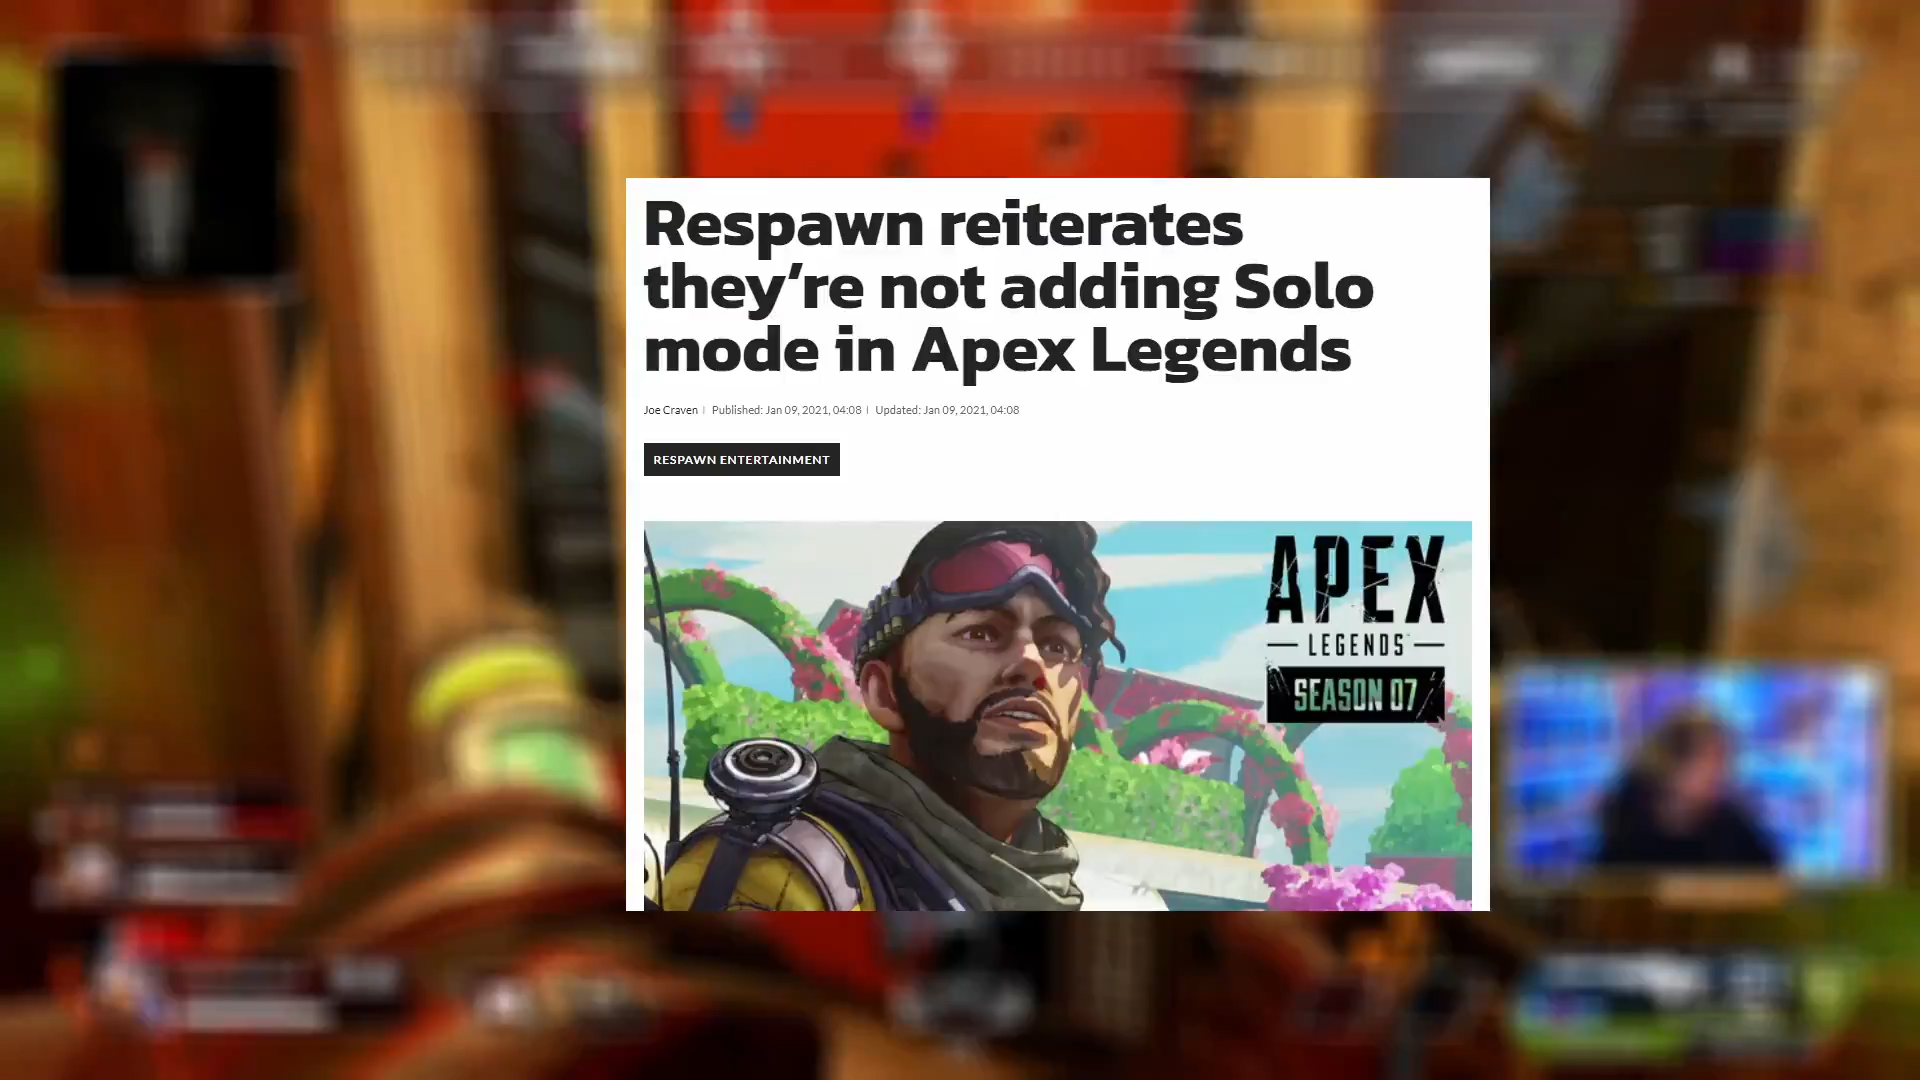 Respawn reiterates
they’re not adding Solo
mode in Apex Legends
Joe Craven | Published: Jan 09, 2021, 04:08 | Updated: Jan 09, 2021, 04:08
RESPAWN ENTERTAINMENT
APEX
LEGENDS
SEASON 07